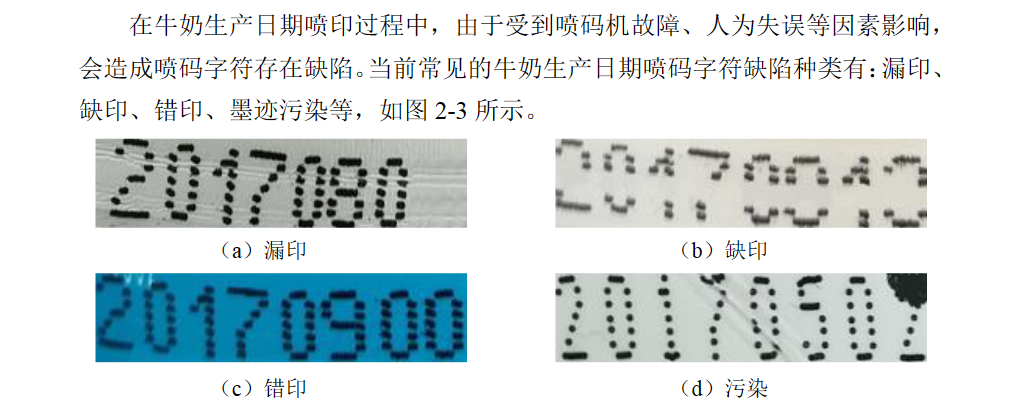 在牛奶生产日期喷印过程中，由于受到喷码机故障、人为失误等因素影响，
会造成喷码字符存在缺陷。当前常见的牛奶生产日期喷码字符缺陷种类有：漏印、
缺印、错印、墨迹污染等，如图 2-3 所示。
2017080
（a）漏印
（b）缺印
20170900
（c）错印
2017050
（d）污染